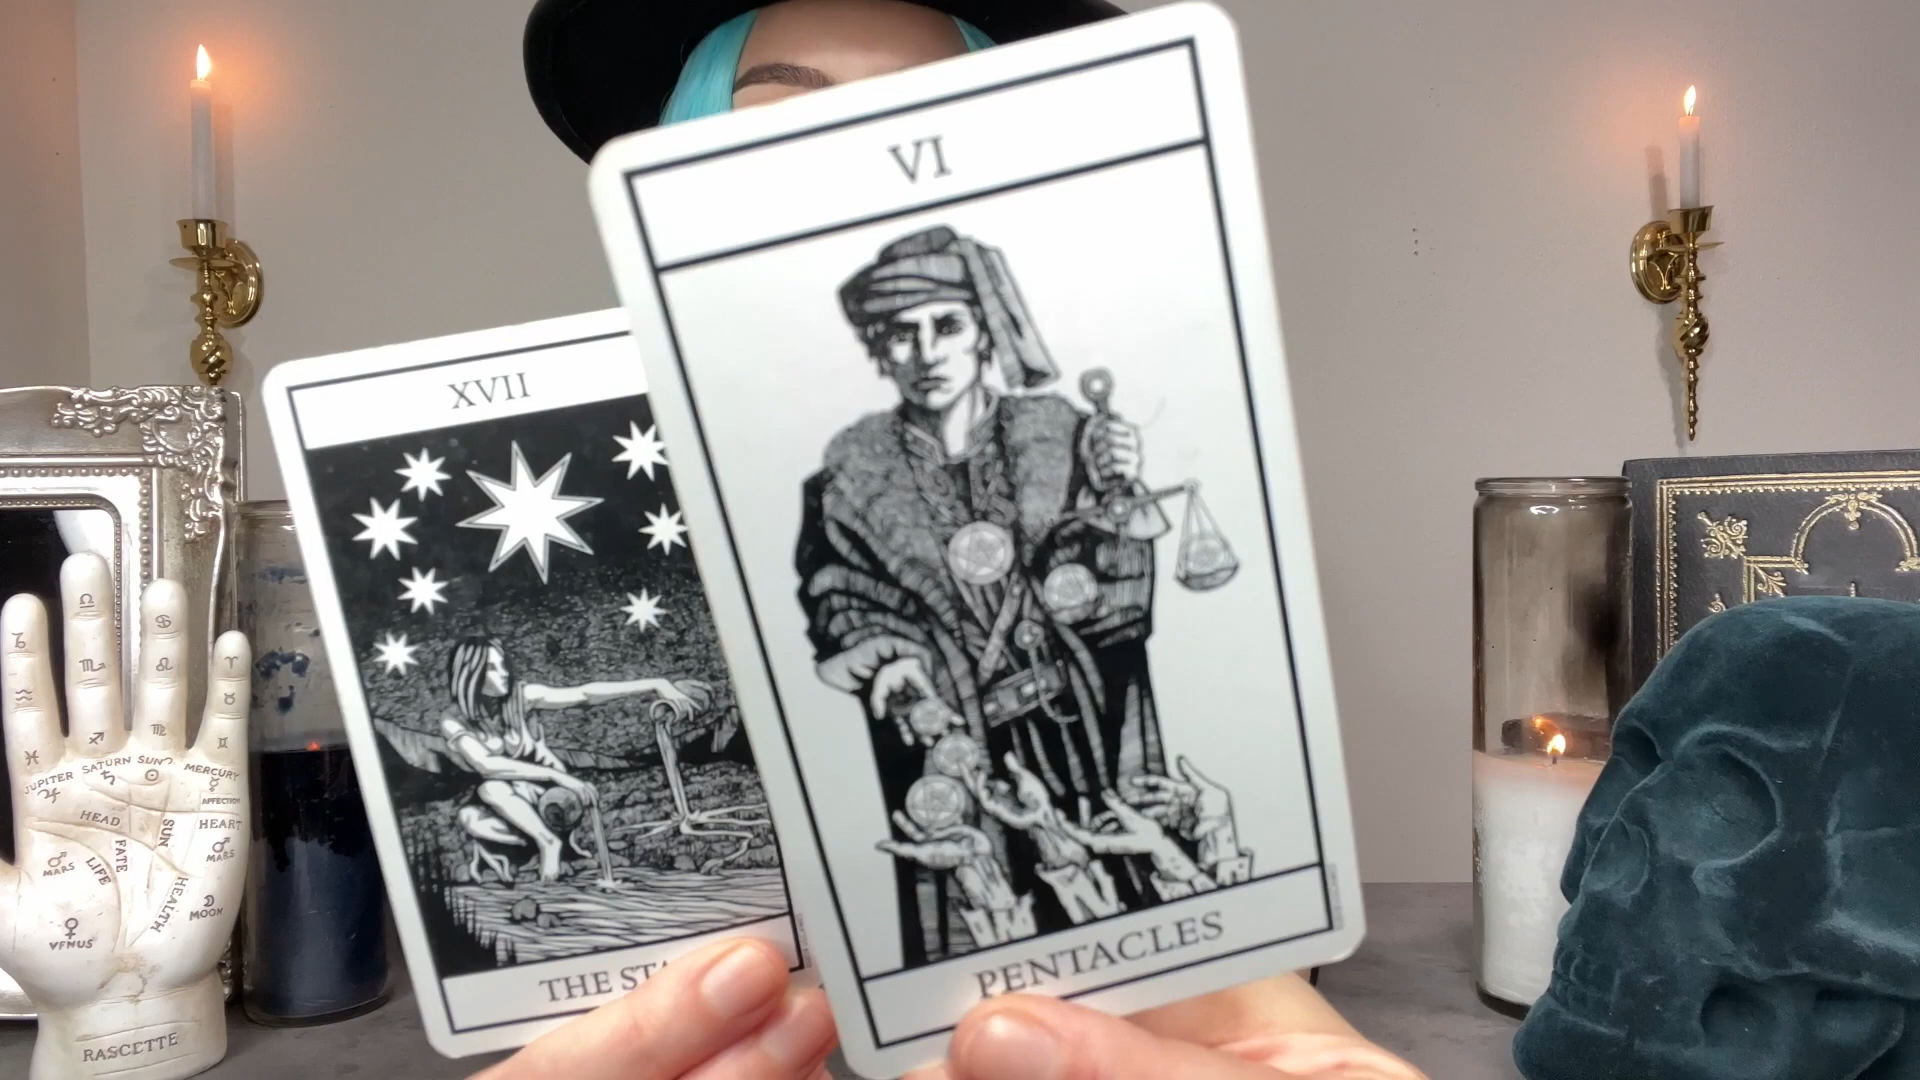 VI
PENTACLES
XVII
THE STA
JUPITER
SATURN
SUN
MERCURY
AFFECTION
HEAD
SUN
HEART
FATE
MARS
LIFE
MARS
HEALTH
MOON
VENUS
RASCETTE